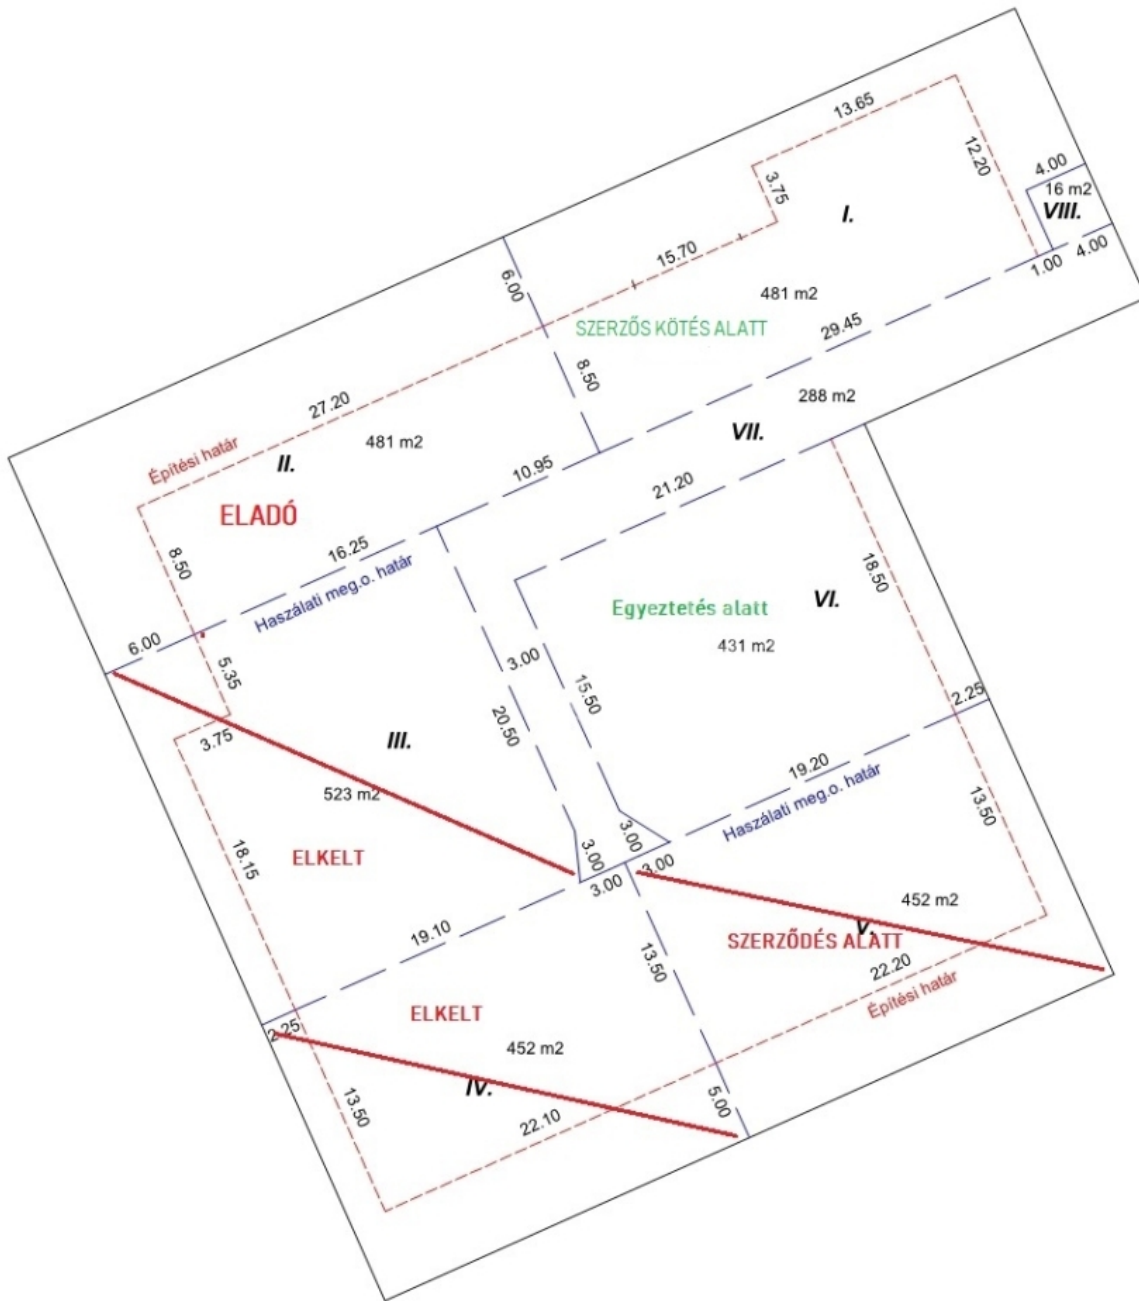 13.65
12.20
4.00
16 m2
VIII.
3.75
I.
15.70
6.00
481 m2
1.00
4.00
SZERZŐS KÖTÉS ALATT
29.45
8.50
288 m2
27.20
VII.
481 m2
Építési határ
II.
10.95
21.20
ELADÓ
16.25
8.50
Haszálati meg.o. határ
18.50
Egyeztetés alatt
VI.
6.00
431 m2
3.00
5.35
15.50
2.25
20.50
3.75
III.
19.20
523 m2
Haszálati meg.o. határ
13.50
3.00
3.00
18.15
ELKELT
3.00
3.00
452 m2
19.10
V.
SZERZŐDÉS ALATT
13.50
22.20
Építési határ
ELKELT
2.25
452 m2
IV.
13.50
5.00
22.10